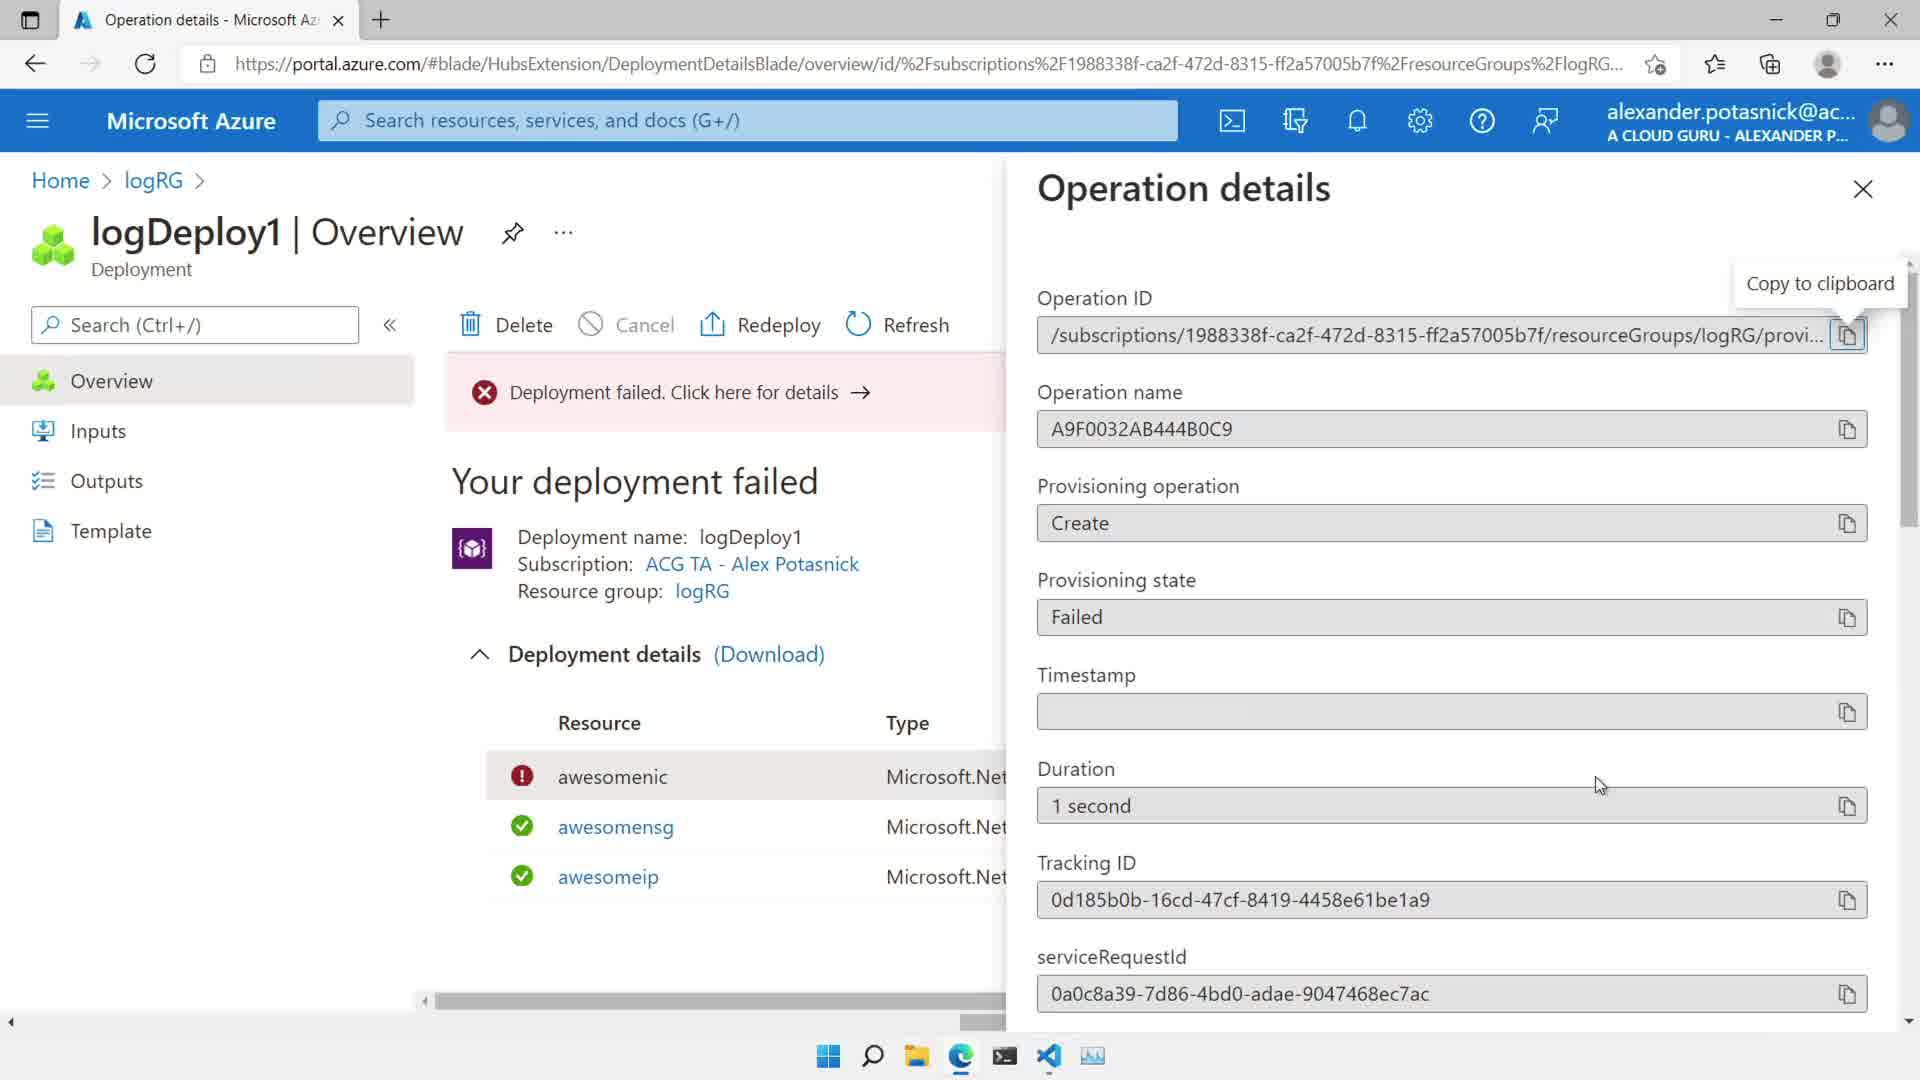 Operation details - Microsoft Az
https://portal.azure.com/#blade/HubsExtension/DeploymentDetailsBlade/overview/id/%2Fsubscriptions%2F1988338f-ca2f-472d-8315-ff2a57005b7f%2FresourceGroups%2FlogRG...
Microsoft Azure
Search resources, services, and docs (G+/)
alexander.potasnick@ac...
A CLOUD GURU - ALEXANDER P...
Home > logRG >
logDeploy1 | Overview
...
Deployment
Search (Ctrl+/)
«
Overview
Inputs
Outputs
Template
Delete
Cancel
Redeploy
Refresh
Deployment failed. Click here for details →
Your deployment failed
Deployment name: logDeploy1
Subscription: ACG TA - Alex Potasnick
Resource group: logRG
Deployment details (Download)
Resource Type
awesomenic Microsoft.Net
awesomensg Microsoft.Net
awesomeip Microsoft.Net
Operation details
Copy to clipboard
Operation ID
/subscriptions/1988338f-ca2f-472d-8315-ff2a57005b7f/resourceGroups/logRG/provi...
Operation name
A9F0032AB444B0C9
Provisioning operation
Create
Provisioning state
Failed
Timestamp
Duration
1 second
Tracking ID
0d185b0b-16cd-47cf-8419-4458e61be1a9
serviceRequestId
0a0c8a39-7d86-4bd0-adae-9047468ec7ac